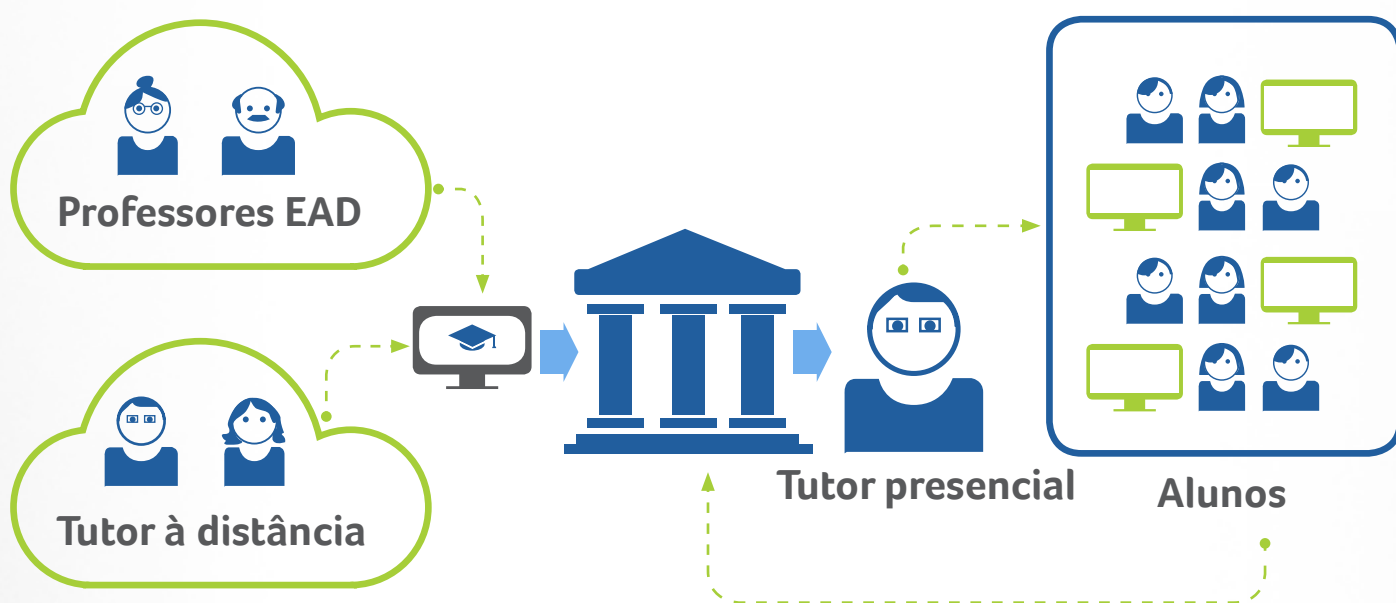 Professores EAD
Tutor à distância
Tutor presencial
Alunos